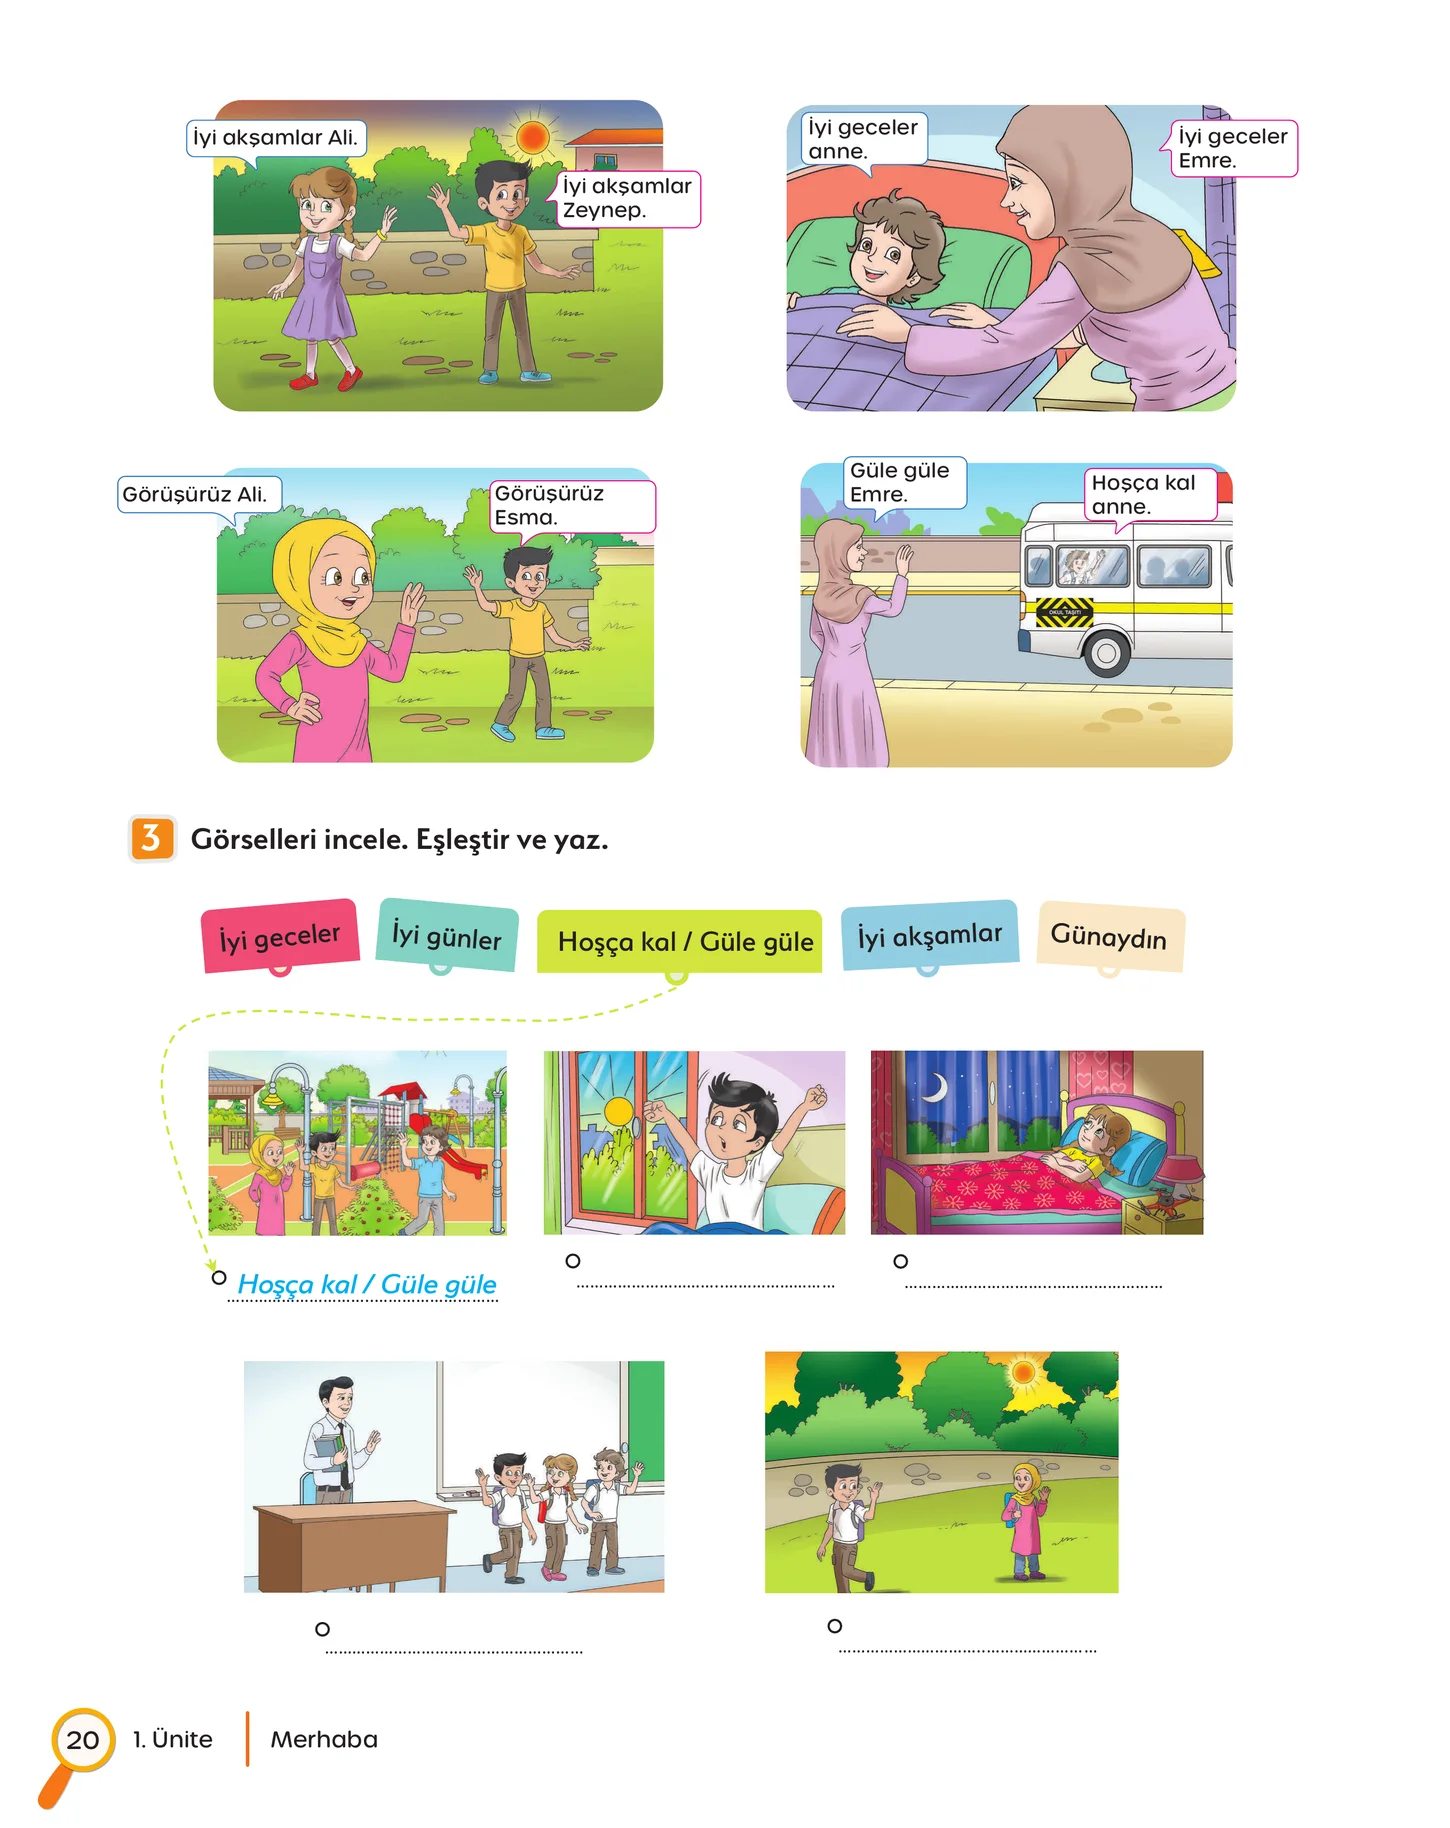 İyi akşamlar Ali.
İyi akşamlar
Zeynep.
İyi geceler
anne.
İyi geceler
Emre.
Görüşürüz Ali.
Görüşürüz
Esma.
Güle güle
Emre.
Hoşça kal
anne.
OKUL TAŞITI
3 Görselleri incele. Eşleştir ve yaz.
İyi geceler
İyi günler
Hoşça kal / Güle güle
İyi akşamlar
Günaydın
Hoşça kal / Güle güle
20 1. Ünite Merhaba